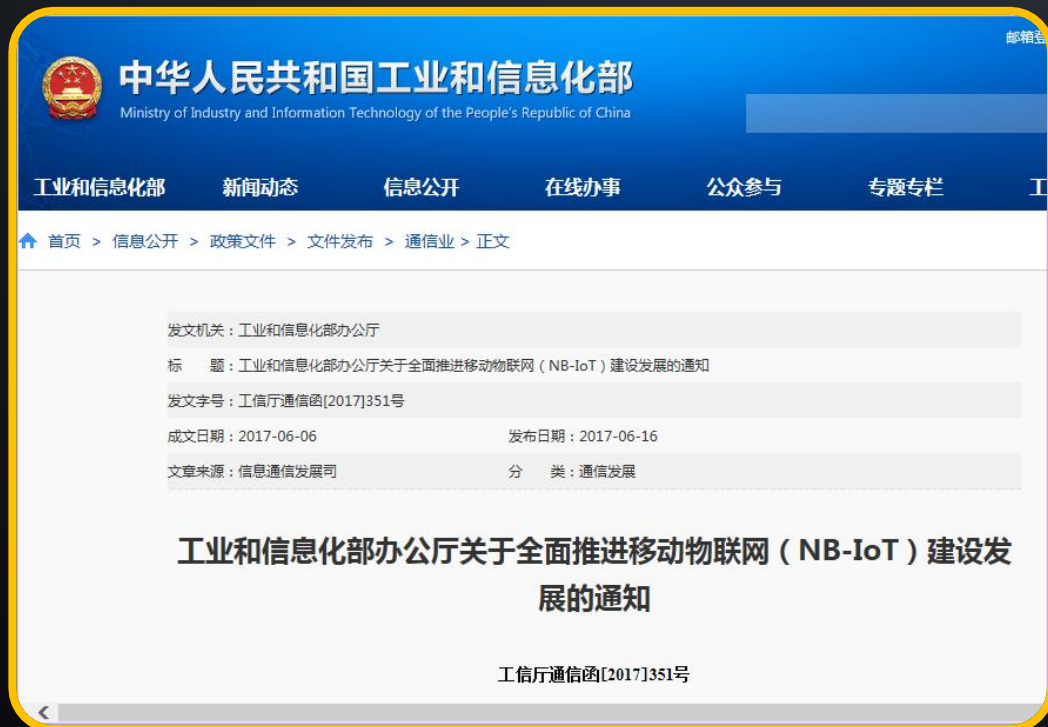 邮箱登
中华人民共和国工业和信息化部
Ministry of Industry and Information Technology of the People's Republic of China
工业和信息化部 新闻动态 信息公开 在线办事 公众参与 专题专栏 工
首页 > 信息公开 > 政策文件 > 文件发布 > 通信业 > 正文
发文机关：工业和信息化部办公厅
标 题：工业和信息化部办公厅关于全面推进移动物联网（NB-IoT）建设发展的通知
发文字号：工信厅通信函[2017]351号
成文日期：2017-06-06 发布日期：2017-06-16
文章来源：信息通信发展司 分 类：通信发展
工业和信息化部办公厅关于全面推进移动物联网（NB-IoT）建设发
展的通知
工信厅通信函[2017]351号